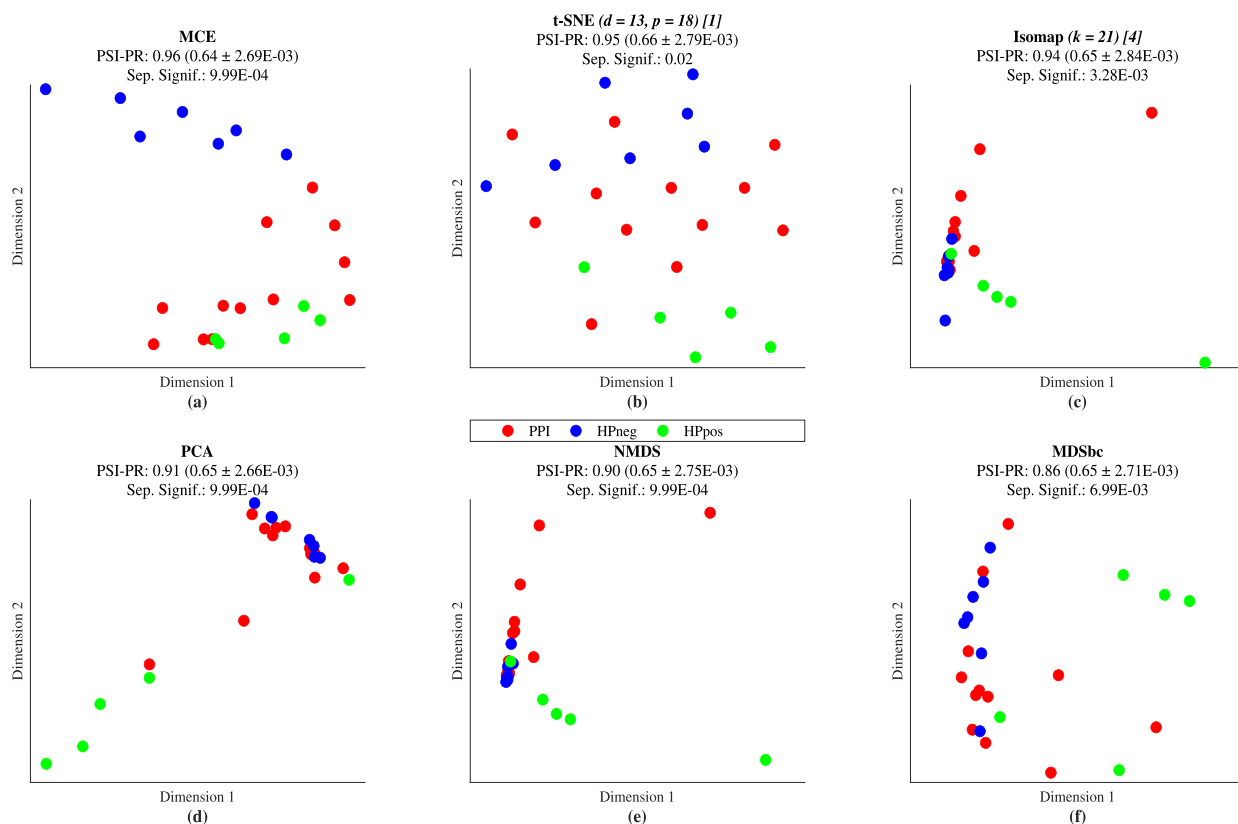 MCE
PSI-PR: 0.96 (0.64 ± 2.69E-03)
Sep. Signif.: 9.99E-04
Dimension 2
Dimension 1
(a)
t-SNE (d = 13, p = 18) [1]
PSI-PR: 0.95 (0.66 ± 2.79E-03)
Sep. Signif.: 0.02
Dimension 2
Dimension 1
(b)
Isomap (k = 21) [4]
PSI-PR: 0.94 (0.65 ± 2.84E-03)
Sep. Signif.: 3.28E-03
Dimension 2
Dimension 1
(c)
PPI HPneg HPpos
PCA
PSI-PR: 0.91 (0.65 ± 2.66E-03)
Sep. Signif.: 9.99E-04
Dimension 2
Dimension 1
(d)
NMDS
PSI-PR: 0.90 (0.65 ± 2.75E-03)
Sep. Signif.: 9.99E-04
Dimension 2
Dimension 1
(e)
MDSbc
PSI-PR: 0.86 (0.65 ± 2.71E-03)
Sep. Signif.: 6.99E-03
Dimension 2
Dimension 1
(f)